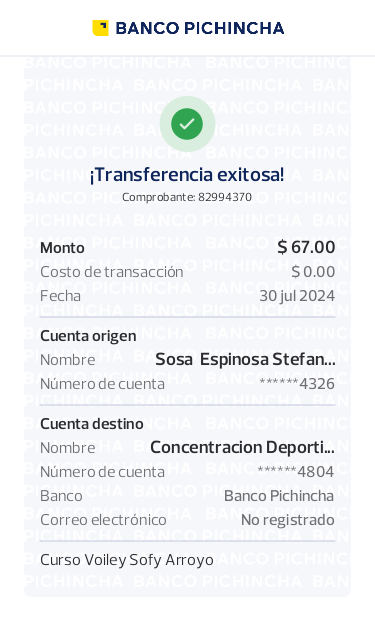 BANCO PICHINCHA
¡Transferencia exitosa!
Comprobante: 82994370
Monto $ 67.00
Costo de transacción $ 0.00
Fecha 30 jul 2024
Cuenta origen
Nombre Sosa Espinosa Stefan...
Número de cuenta ******4326
Cuenta destino
Nombre Concentracion Deporti...
Número de cuenta ******4804
Banco Banco Pichincha
Correo electrónico No registrado
Curso Voiley Sofy Arroyo